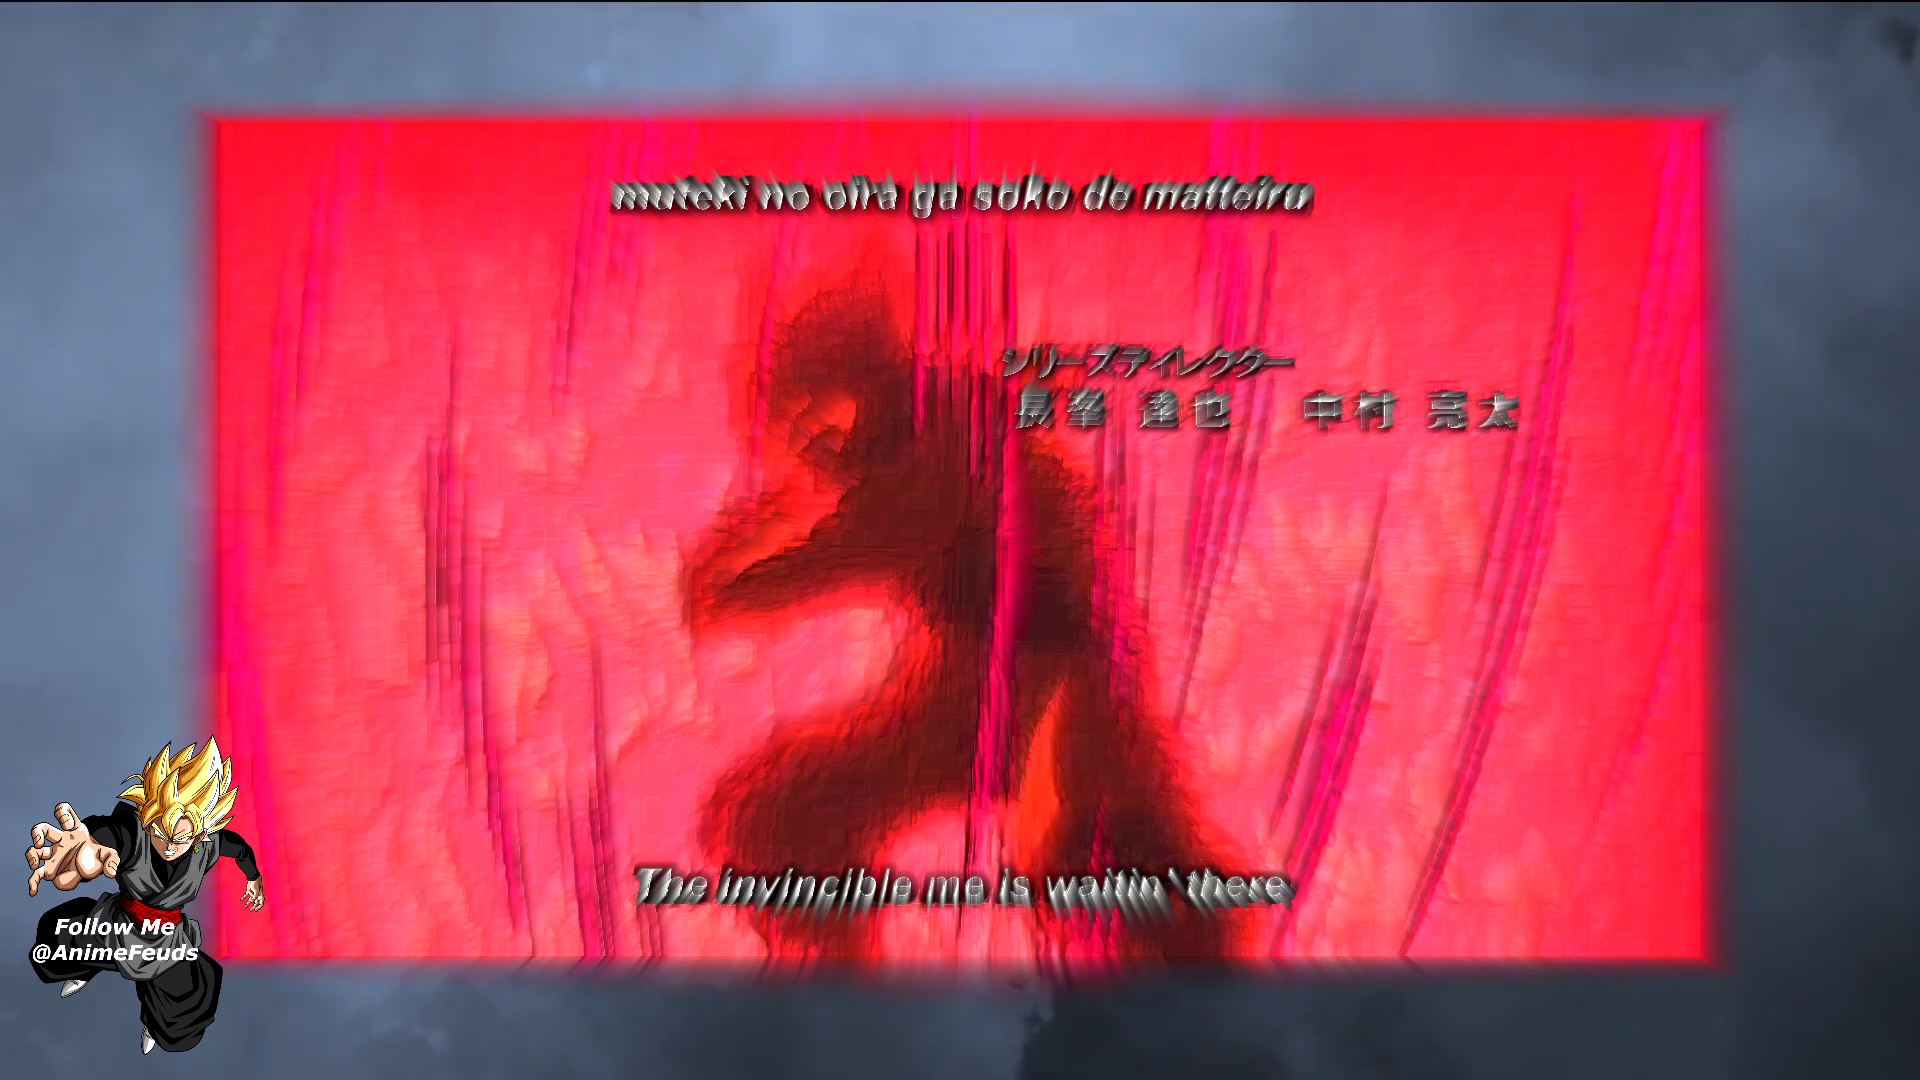 muteki no oira ga soko de matteiru
シリーズディレクター
長峯 達也 中村 亮太
The invincible me is waitin' there
Follow Me
@AnimeFeuds